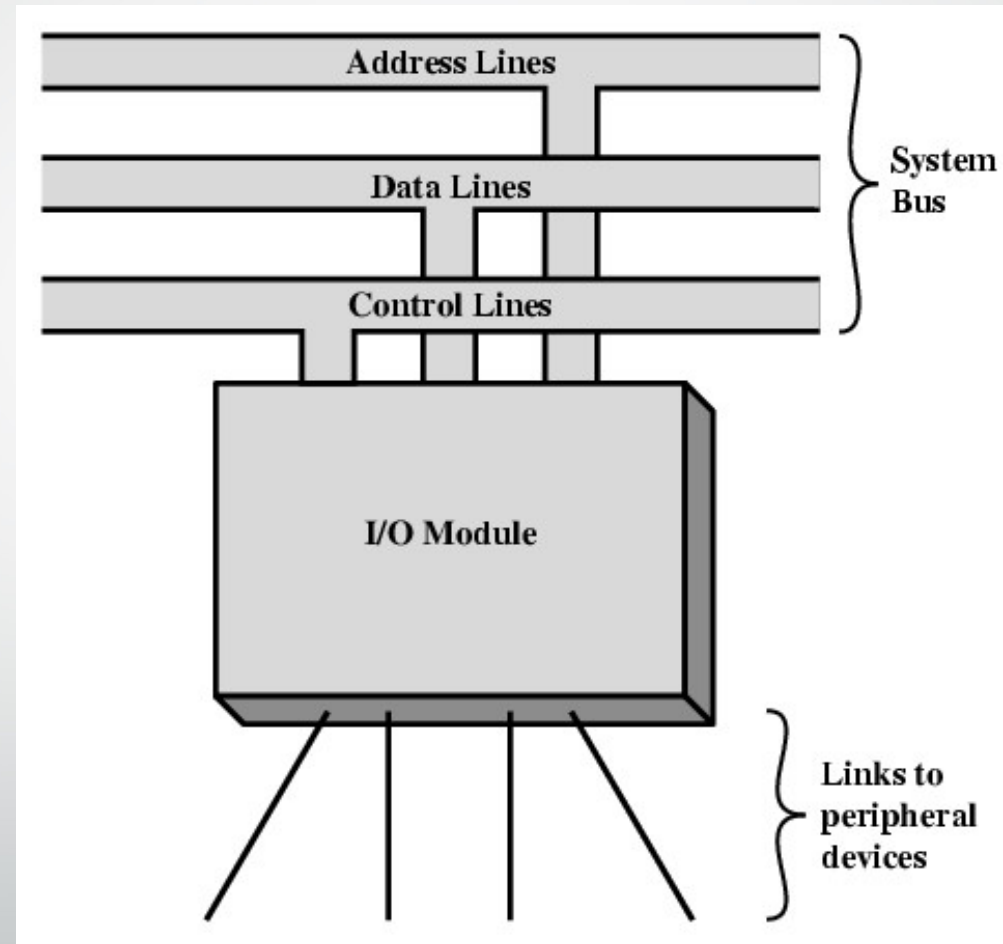 Address Lines
System
Bus
Data Lines
Control Lines
I/O Module
Links to
peripheral
devices